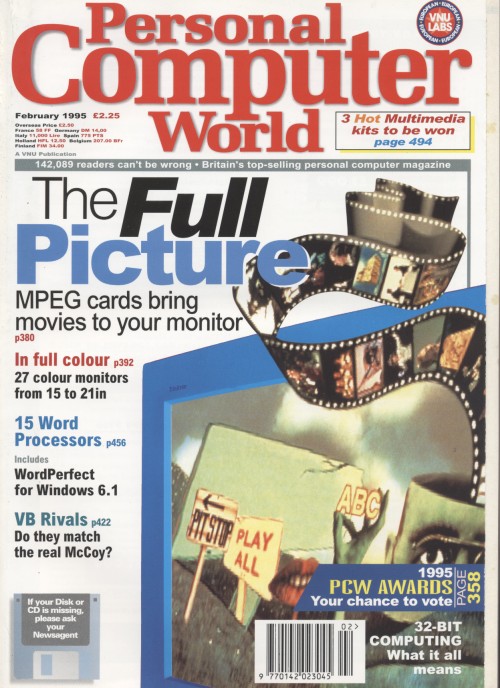 Personal
Computer
World
EUROPEAN • EUROPEAN
VNU
LABS
EUROPEAN • EUROPEAN
February 1995 £2.25
Overseas Price £2.50
France 58 FF Germany DM 14,00
Italy 11,000 Lire Spain 775 PTS
Holland HFL 12.50 Belgium 207.00 BFr
Finland FIM 34.00
A VNU Publication
3 Hot Multimedia
kits to be won
page 494
142,089 readers can't be wrong • Britain's top-selling personal computer magazine
The Full
Picture
MPEG cards bring
movies to your monitor
p380
In full colour p392
27 colour monitors
from 15 to 21in
15 Word
Processors p456
Includes
WordPerfect
for Windows 6.1
VB Rivals p422
Do they match
the real McCoy?
PIT STOP
PLAY
ALL
ABC
If your Disk or
CD is missing,
please ask
your
Newsagent
1995
PCW AWARDS
Your chance to vote
PAGE
358
32-BIT
COMPUTING
What it all
means
02>
9 770142 023045